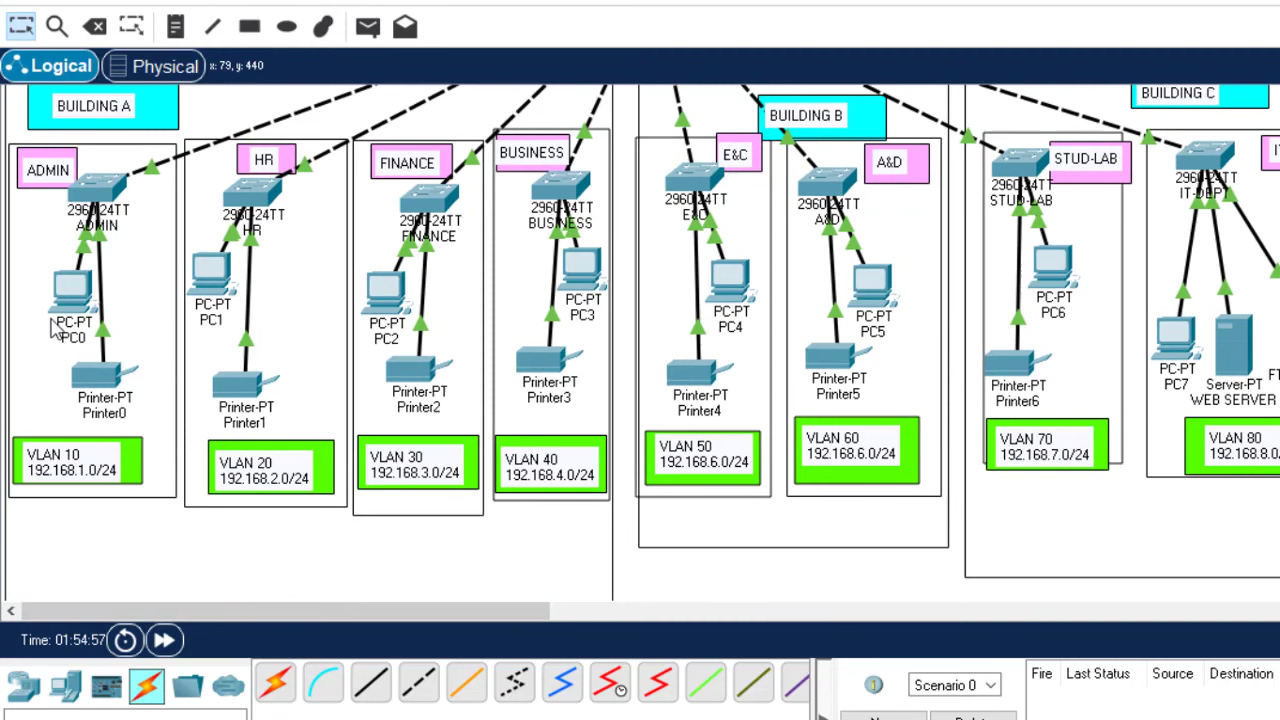 Logical
Physical
x: 79, y: 440
BUILDING A
BUILDING B
BUILDING C
ADMIN
HR
FINANCE
BUSINESS
E&C
A&D
STUD-LAB
2960-24TT
ADMIN
2960-24TT
HR
2960-24TT
FINANCE
2960-24TT
BUSINESS
2960-24TT
E&C
2960-24TT
A&D
2960-24TT
STUD-LAB
2960-24TT
IT-DEPT
PC-PT
PC0
PC-PT
PC1
PC-PT
PC2
PC-PT
PC3
PC-PT
PC4
PC-PT
PC5
PC-PT
PC6
PC-PT
PC7
Server-PT
WEB SERVER
Printer-PT
Printer0
Printer-PT
Printer1
Printer-PT
Printer2
Printer-PT
Printer3
Printer-PT
Printer4
Printer-PT
Printer5
Printer-PT
Printer6
VLAN 10
192.168.1.0/24
VLAN 20
192.168.2.0/24
VLAN 30
192.168.3.0/24
VLAN 40
192.168.4.0/24
VLAN 50
192.168.6.0/24
VLAN 60
192.168.6.0/24
VLAN 70
192.168.7.0/24
VLAN 80
192.168.8.0/
Time: 01:54:57
Scenario 0
Fire
Last Status
Source
Destination